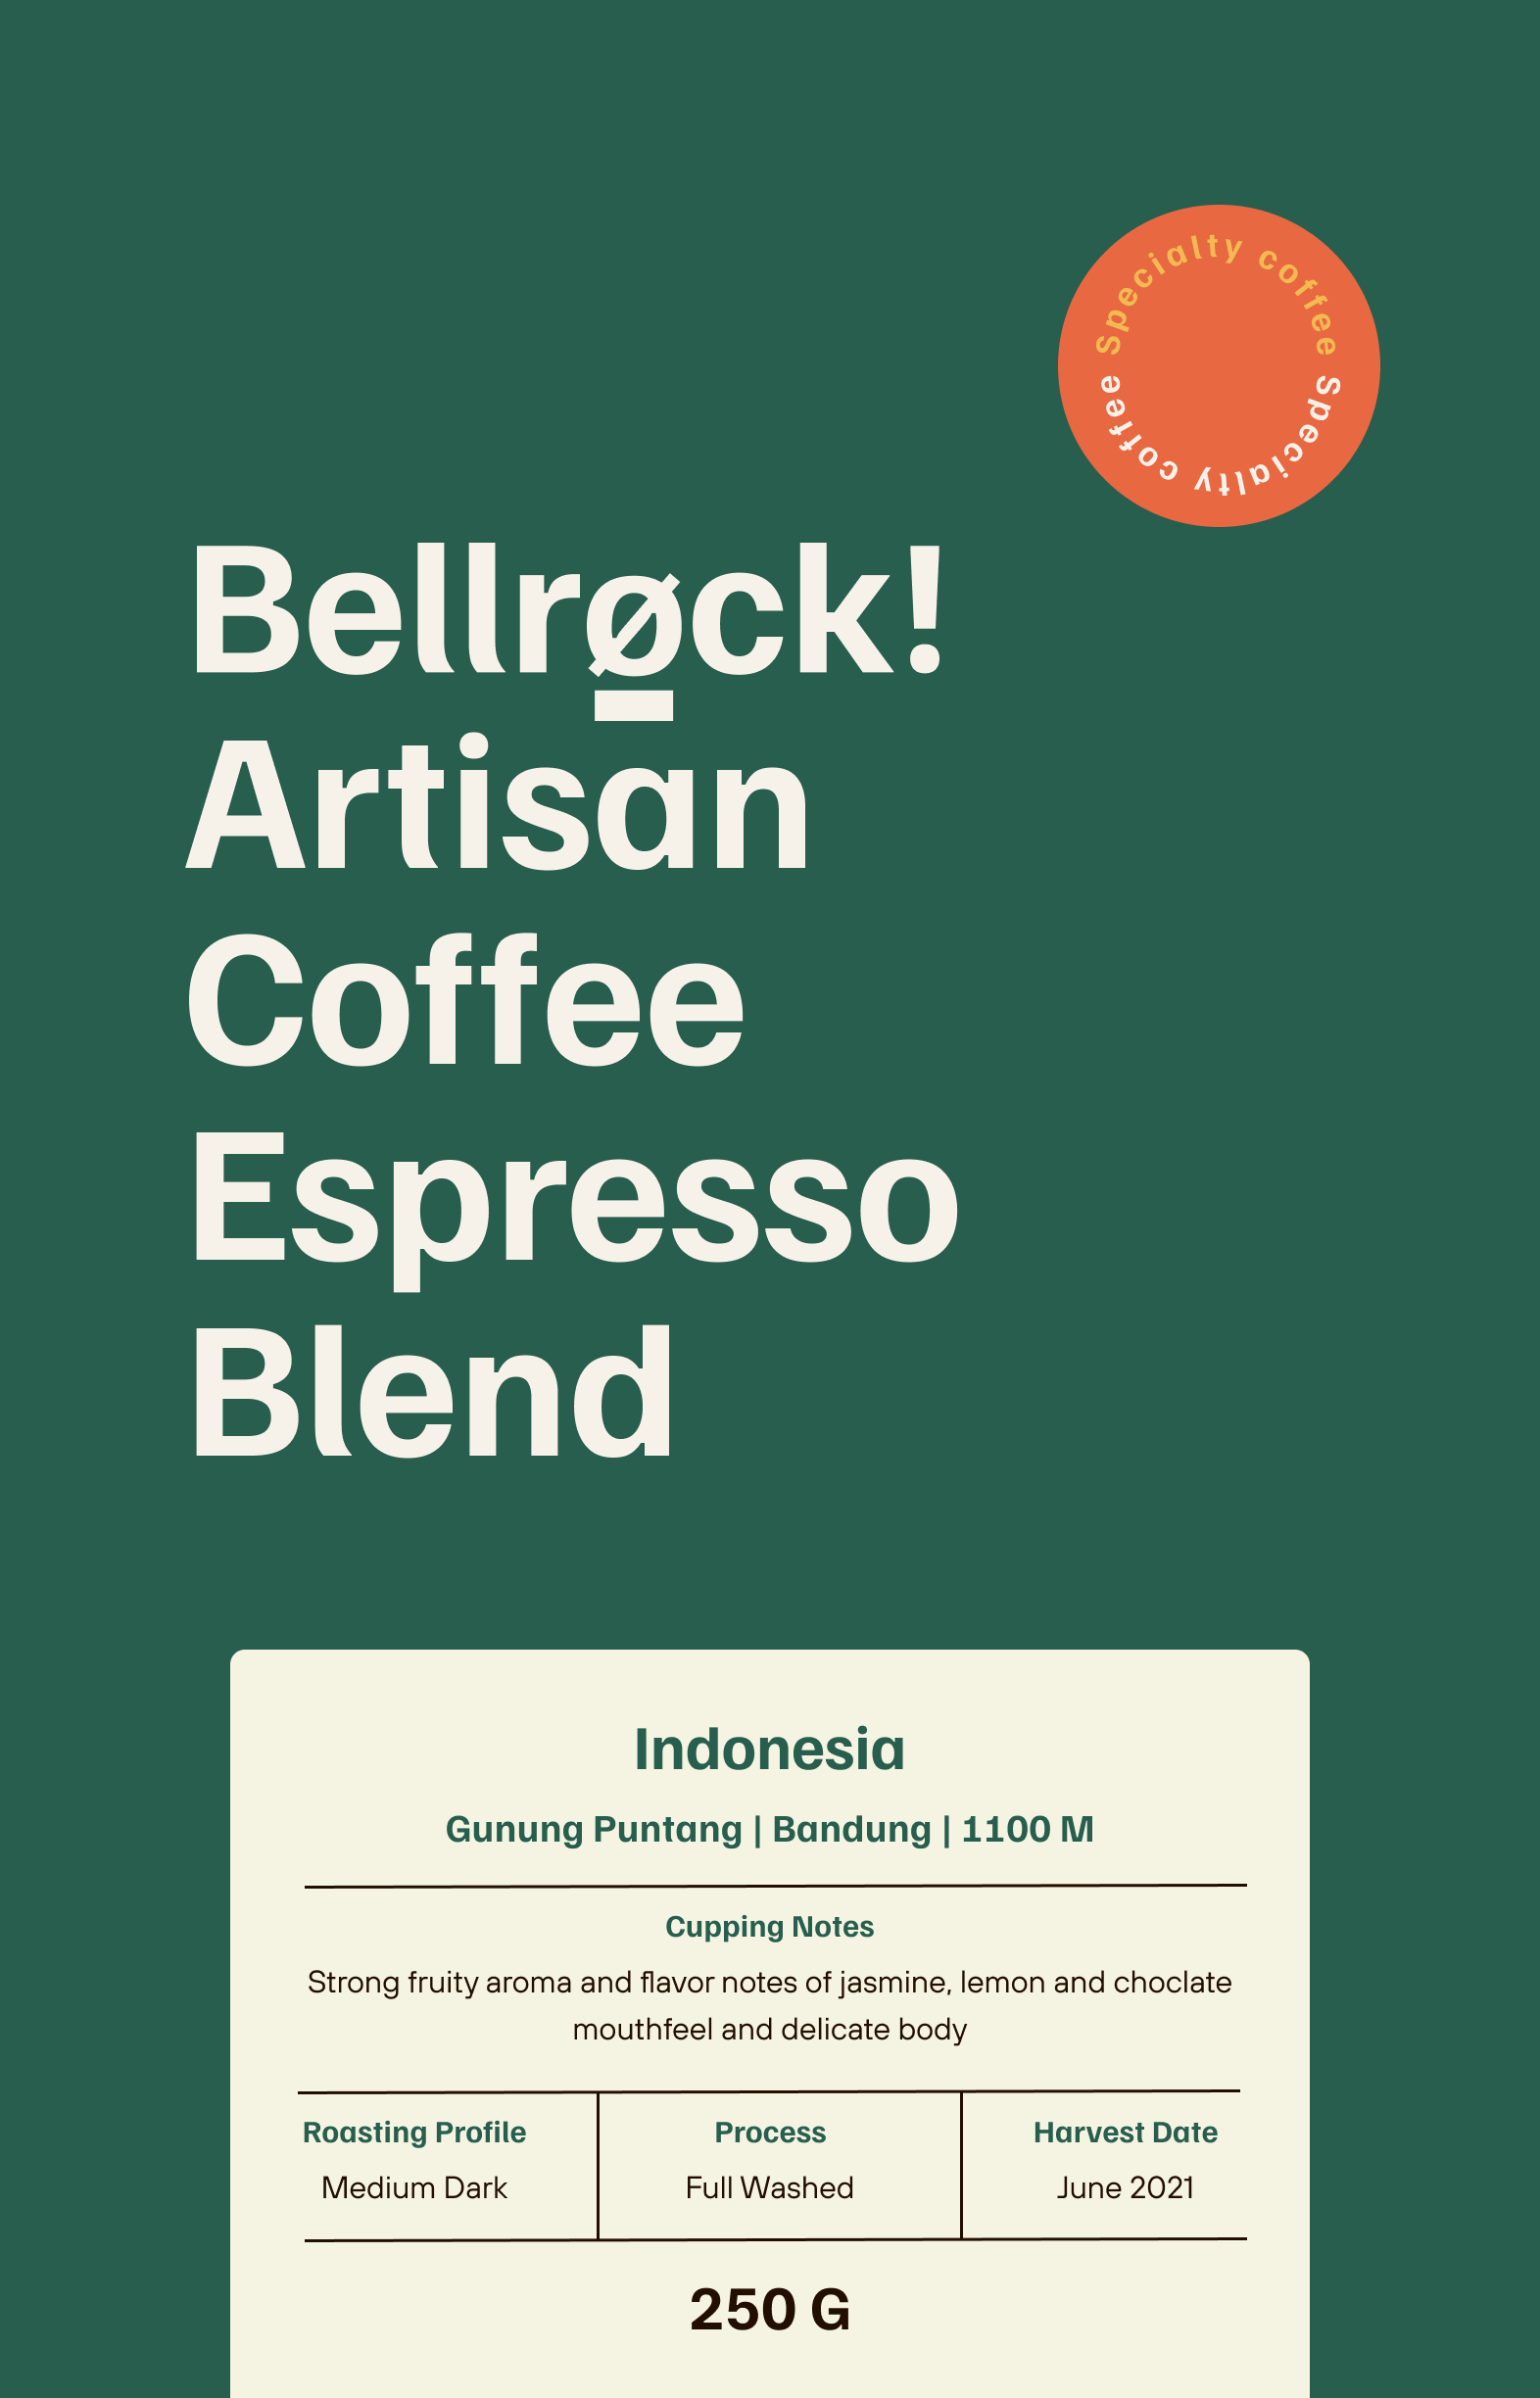 Specialty coffee Specialty coffee
Bellrøck!
Artisan
Coffee
Espresso
Blend
Indonesia
Gunung Puntang | Bandung | 1100 M
Cupping Notes
Strong fruity aroma and flavor notes of jasmine, lemon and choclate
mouthfeel and delicate body
Roasting Profile
Medium Dark
Process
Full Washed
Harvest Date
June 2021
250 G